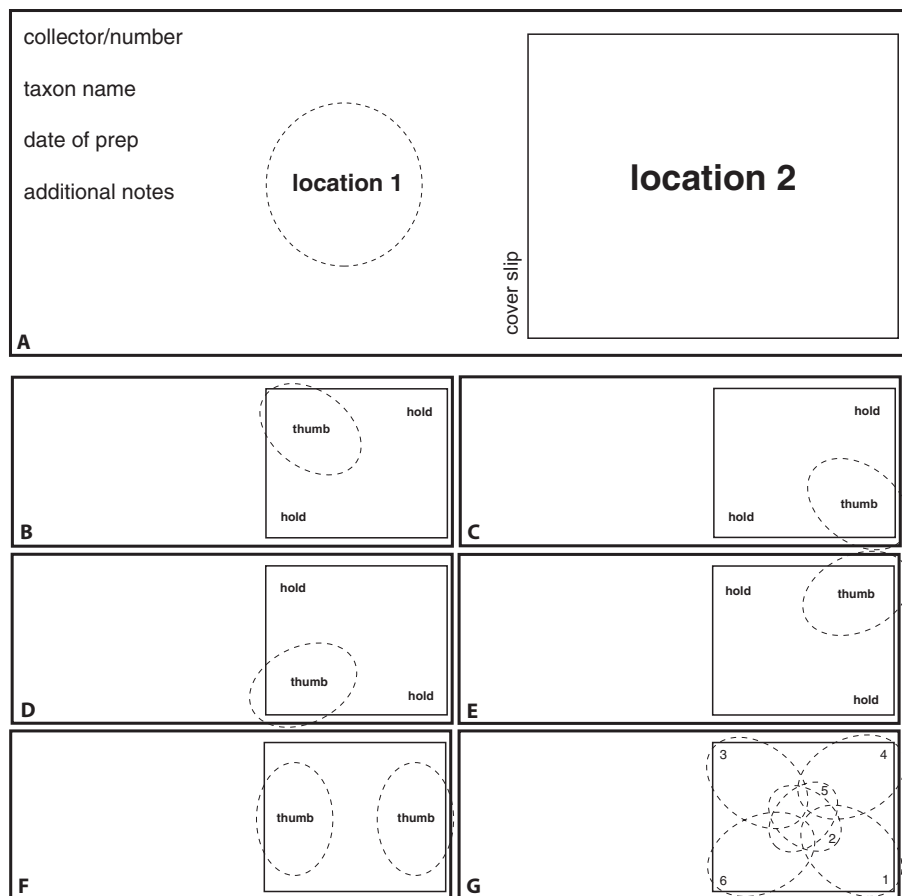 collector/number
taxon name
date of prep
additional notes
location 1
location 2
cover slip
A
thumb
hold
hold
B
hold
thumb
hold
C
hold
thumb
hold
D
hold
thumb
hold
E
thumb
thumb
F
3
4
5
2
6
1
G